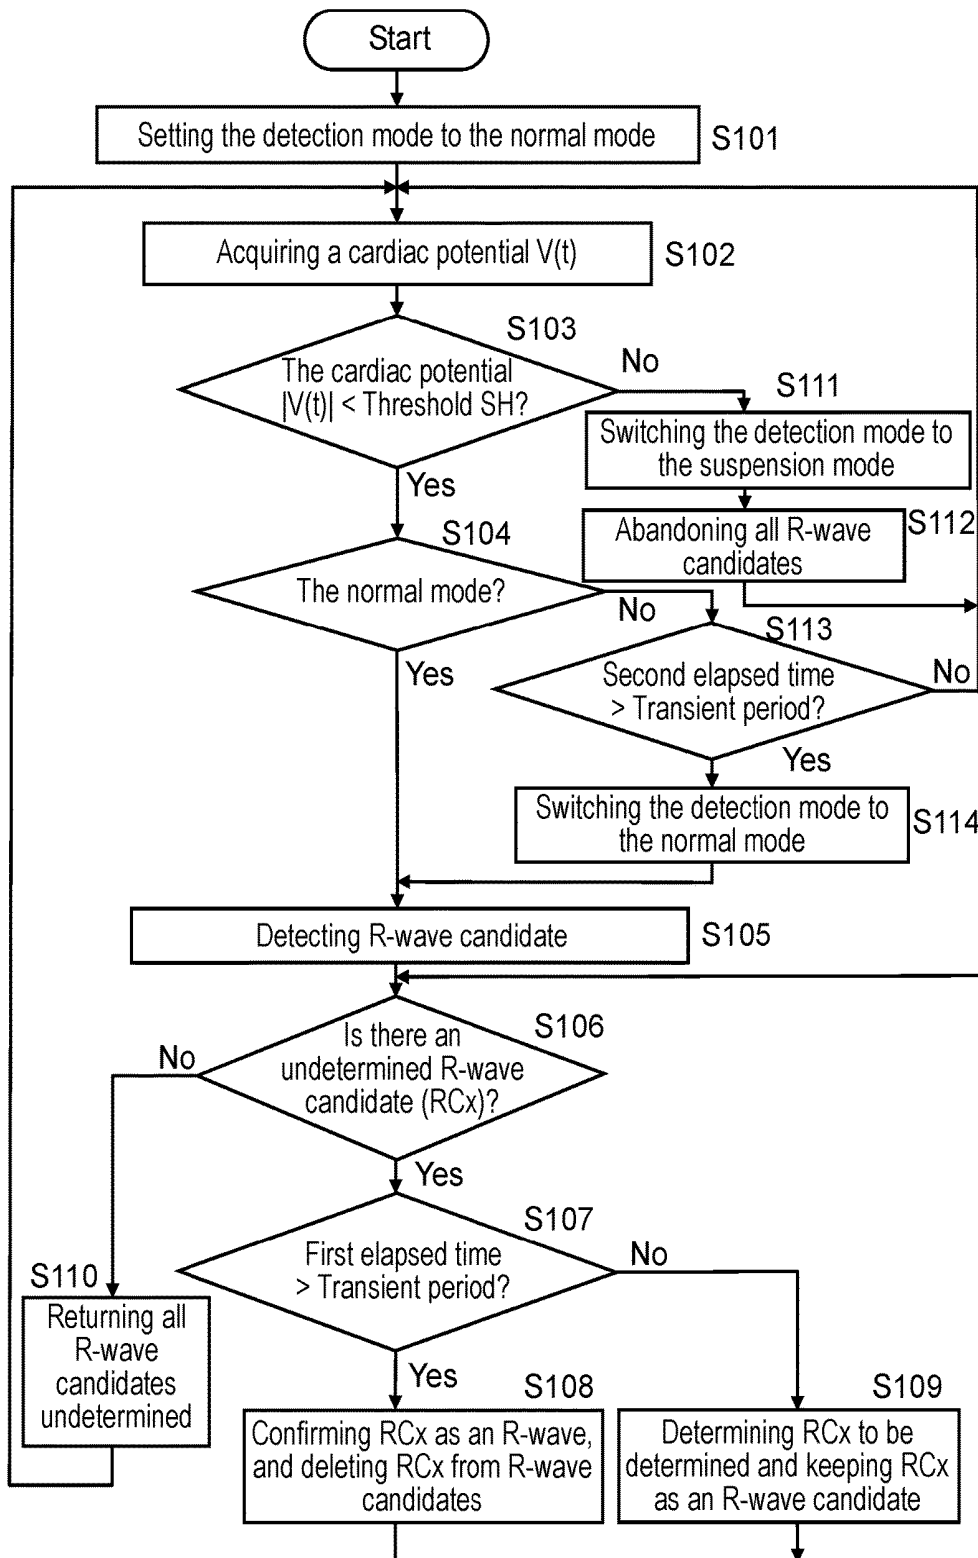 Start
Setting the detection mode to the normal mode
S101
Acquiring a cardiac potential V(t)
S102
S103
The cardiac potential
|V(t)| < Threshold SH?
No
Yes
S111
Switching the detection mode to
the suspension mode
S112
Abandoning all R-wave
candidates
S104
The normal mode?
No
Yes
S113
Second elapsed time
> Transient period?
No
Yes
Switching the detection mode to
the normal mode
S114
Detecting R-wave candidate
S105
S106
Is there an
undetermined R-wave
candidate (RCx)?
No
Yes
S107
First elapsed time
> Transient period?
No
Yes
S110
Returning all
R-wave
candidates
undetermined
S108
Confirming RCx as an R-wave,
and deleting RCx from R-wave
candidates
S109
Determining RCx to be
determined and keeping RCx
as an R-wave candidate